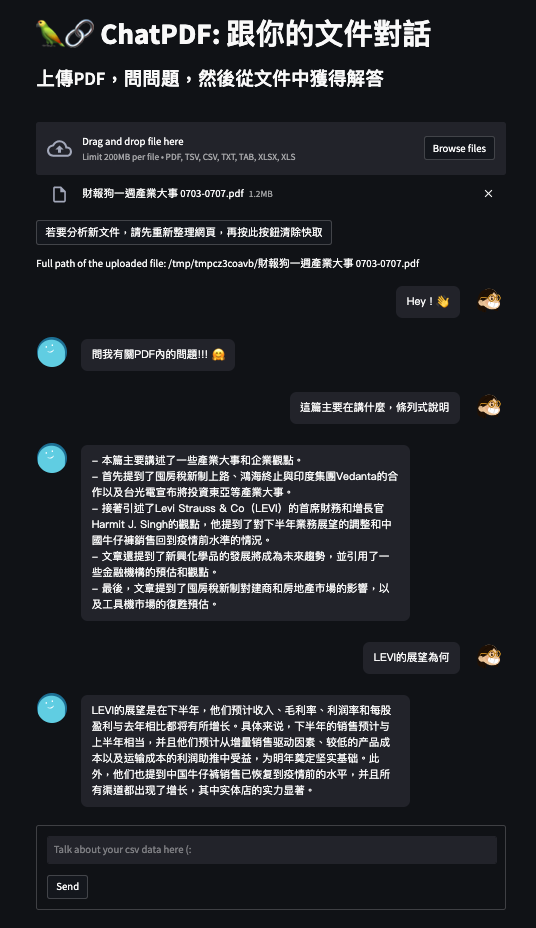 🦜🔗 ChatPDF: 跟你的文件對話
上傳PDF，問問題，然後從文件中獲得解答
Drag and drop file here
Limit 200MB per file • PDF, TSV, CSV, TXT, TAB, XLSX, XLS
Browse files
財報狗一週產業大事 0703-0707.pdf 1.2MB
若要分析新文件，請先重新整理網頁，再按此按鈕清除快取
Full path of the uploaded file: /tmp/tmpcz3coavb/財報狗一週產業大事 0703-0707.pdf
Hey！👋
問我有關PDF內的問題!!! 🤗
這篇主要在講什麼，條列式說明
- 本篇主要講述了一些產業大事和企業觀點。
- 首先提到了囤房稅新制上路、鴻海終止與印度集團Vedanta的合
作以及台光電宣布將投資東亞等產業大事。
- 接著引述了Levi Strauss & Co（LEVI）的首席財務和增長官
Harmit J. Singh的觀點，他提到了對下半年業務展望的調整和中
國牛仔褲銷售回到疫情前水準的情況。
- 文章還提到了新興化學品的發展將成為未來趨勢，並引用了一
些金融機構的預估和觀點。
- 最後，文章提到了囤房稅新制對建商和房地產市場的影響，以
及工具機市場的復甦預估。
LEVI的展望為何
LEVI的展望是在下半年，他们预计收入、毛利率、利润率和每股
盈利与去年相比都将有所增长。具体来说，下半年的销售预计与
上半年相当，并且他们预计从增量销售驱动因素、较低的产品成
本以及运输成本的利润助推中受益，为明年奠定坚实基础。此
外，他们也提到中国牛仔裤销售已恢复到疫情前的水平，并且所
有渠道都出现了增长，其中实体店的实力显著。
Talk about your csv data here (:
Send